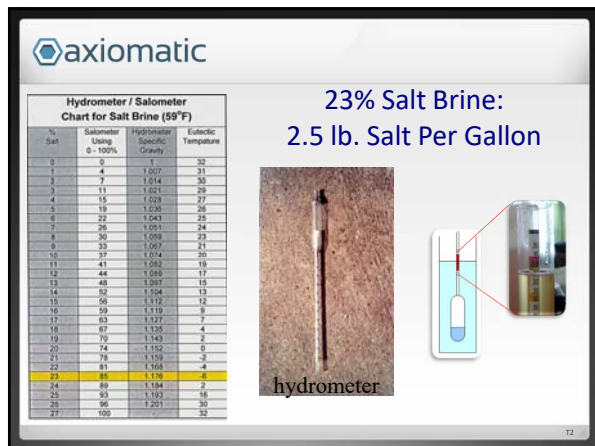 axiomatic
Hydrometer / Salometer
Chart for Salt Brine (59°F)
% Salt Salometer Using 0 - 100% Hydrometer Specific Gravity Eutectic Tempature
0 0 1 32
1 4 1.007 31
2 7 1.014 30
3 11 1.021 29
4 15 1.028 27
5 19 1.036 26
6 22 1.043 25
7 26 1.051 24
8 30 1.059 23
9 33 1.067 21
10 37 1.074 20
11 41 1.082 19
12 44 1.089 17
13 48 1.097 15
14 52 1.104 13
15 56 1.112 12
16 59 1.119 9
17 63 1.127 7
18 67 1.135 4
19 70 1.143 2
20 74 1.152 0
21 78 1.159 -2
22 81 1.168 -4
23 85 1.176 -6
24 89 1.184 2
25 93 1.193 16
26 96 1.201 30
27 100 32
23% Salt Brine:
2.5 lb. Salt Per Gallon
hydrometer
T2